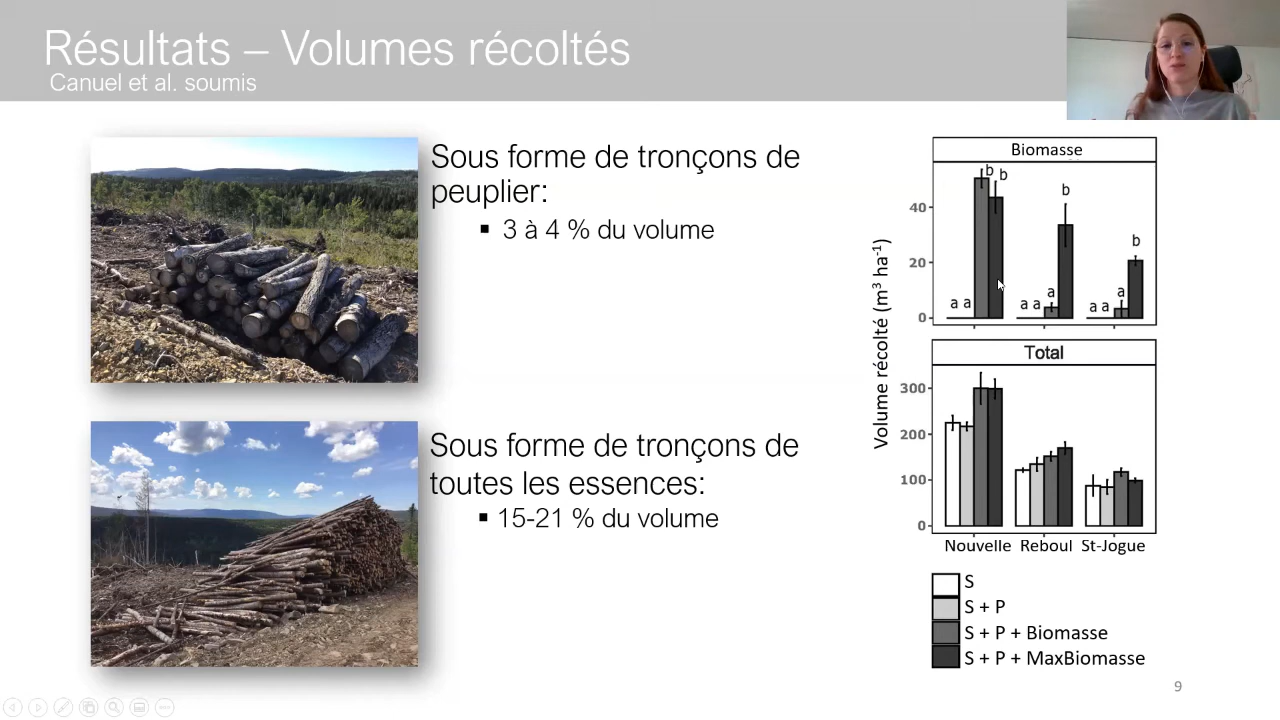 Résultats – Volumes récoltés
Canuel et al. soumis
Sous forme de tronçons de
peuplier:
▪ 3 à 4 % du volume
Sous forme de tronçons de
toutes les essences:
▪ 15-21 % du volume
Volume récolté (m³ ha⁻¹)
Biomasse
40
20
0
a a b b
a a a b
a a a b
Total
300
200
100
0
Nouvelle Reboul St-Jogue
S
S + P
S + P + Biomasse
S + P + MaxBiomasse
9